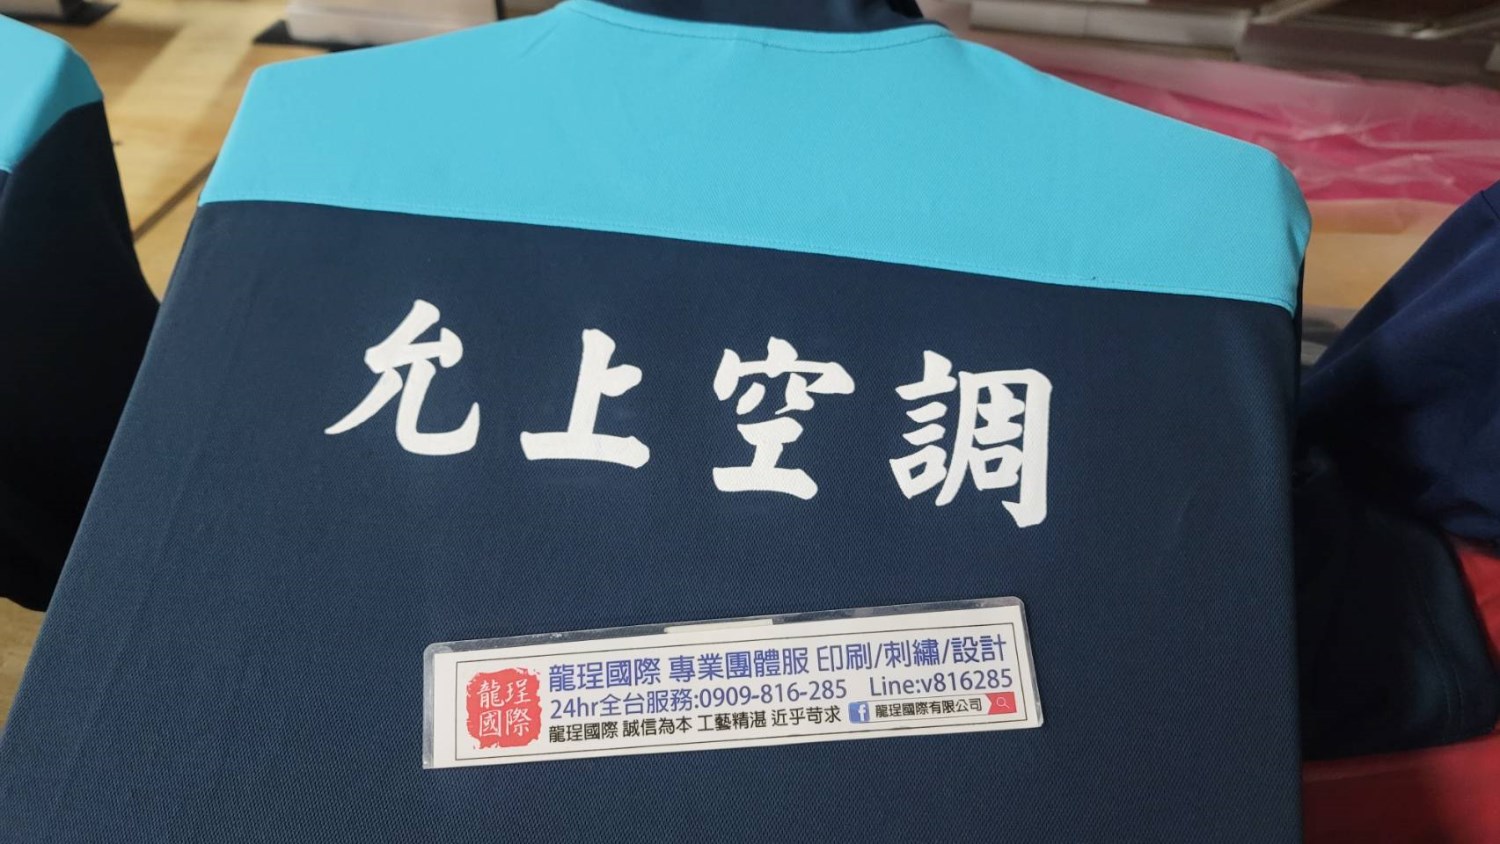 允上空調
龍珵
國際
龍珵國際 專業團體服 印刷/刺繡/設計
24hr全台服務:0909-816-285 Line:v816285
龍珵國際 誠信為本 工藝精湛 近乎苛求 f 龍珵國際有限公司